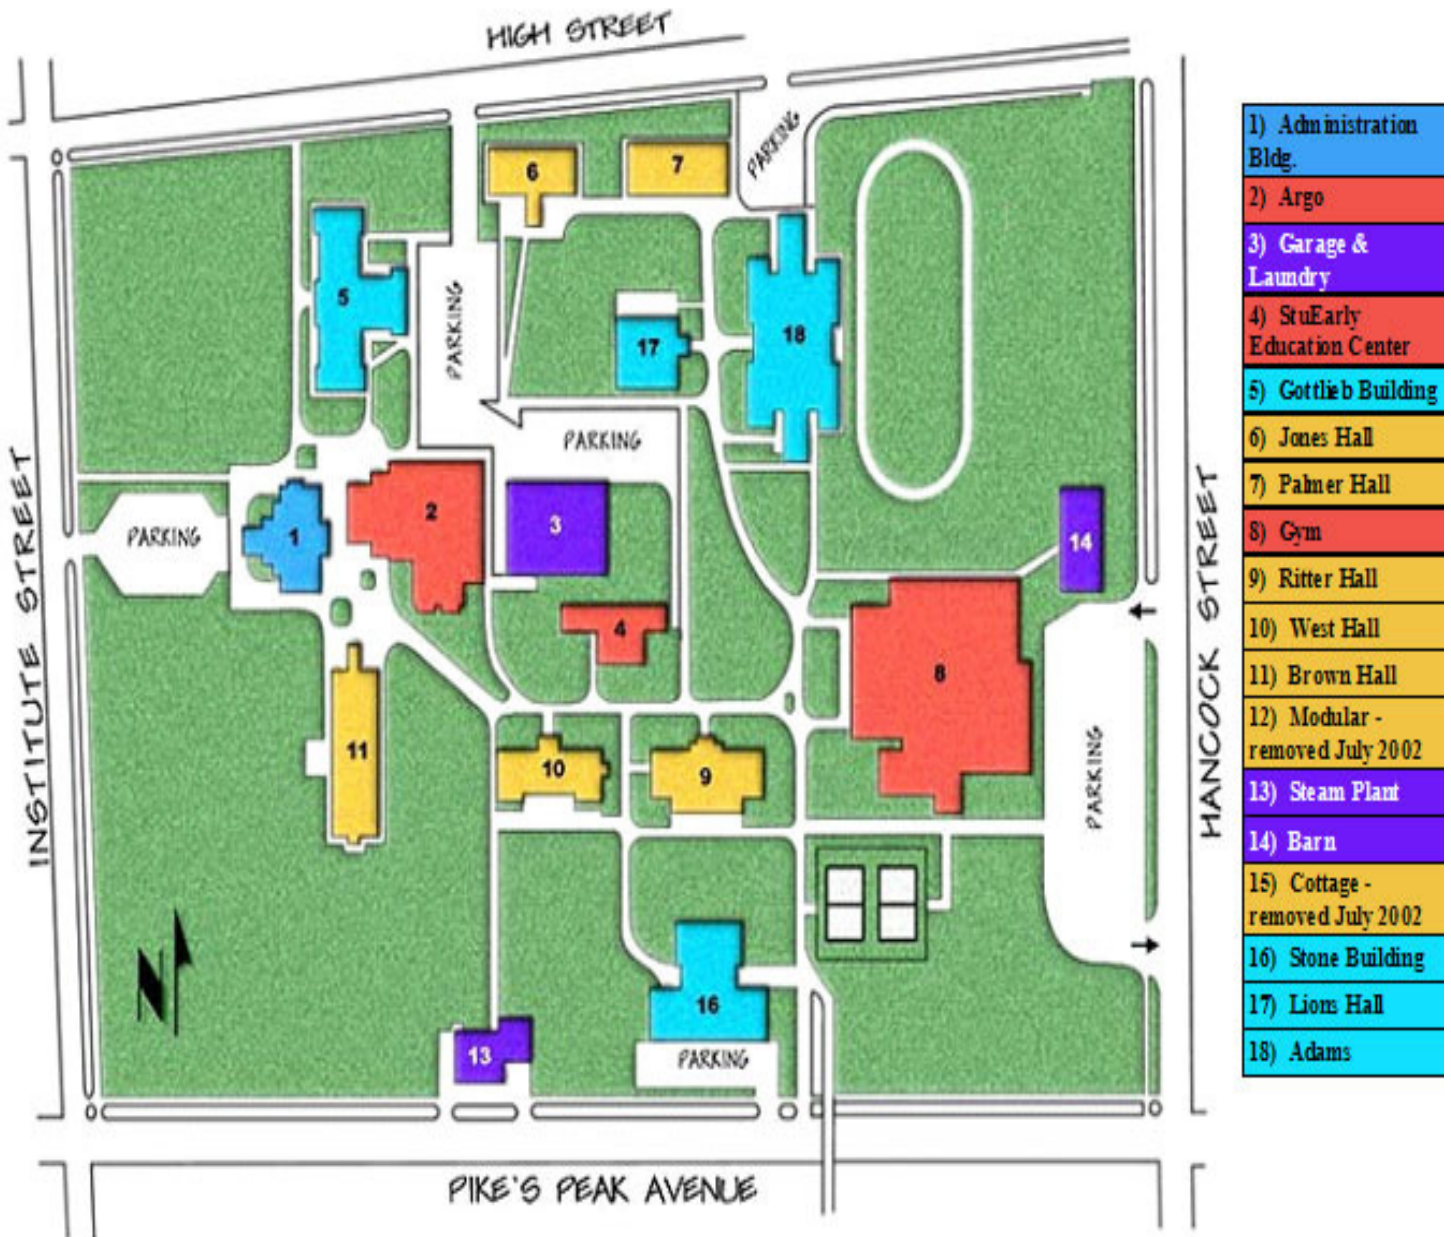 HIGH STREET
PARKING
6
7
5
PARKING
17
18
PARKING
INSTITUTE STREET
PARKING
1
2
3
14
HANCOCK STREET
4
8
11
10
9
PARKING
N
16
13
PARKING
PIKE'S PEAK AVENUE
1) Administration
Bldg.
2) Argo
3) Garage &
Laundry
4) StuEarly
Education Center
5) Gottlieb Building
6) Jones Hall
7) Palmer Hall
8) Gym
9) Ritter Hall
10) West Hall
11) Brown Hall
12) Modular -
removed July 2002
13) Steam Plant
14) Barn
15) Cottage -
removed July 2002
16) Stone Building
17) Lions Hall
18) Adams